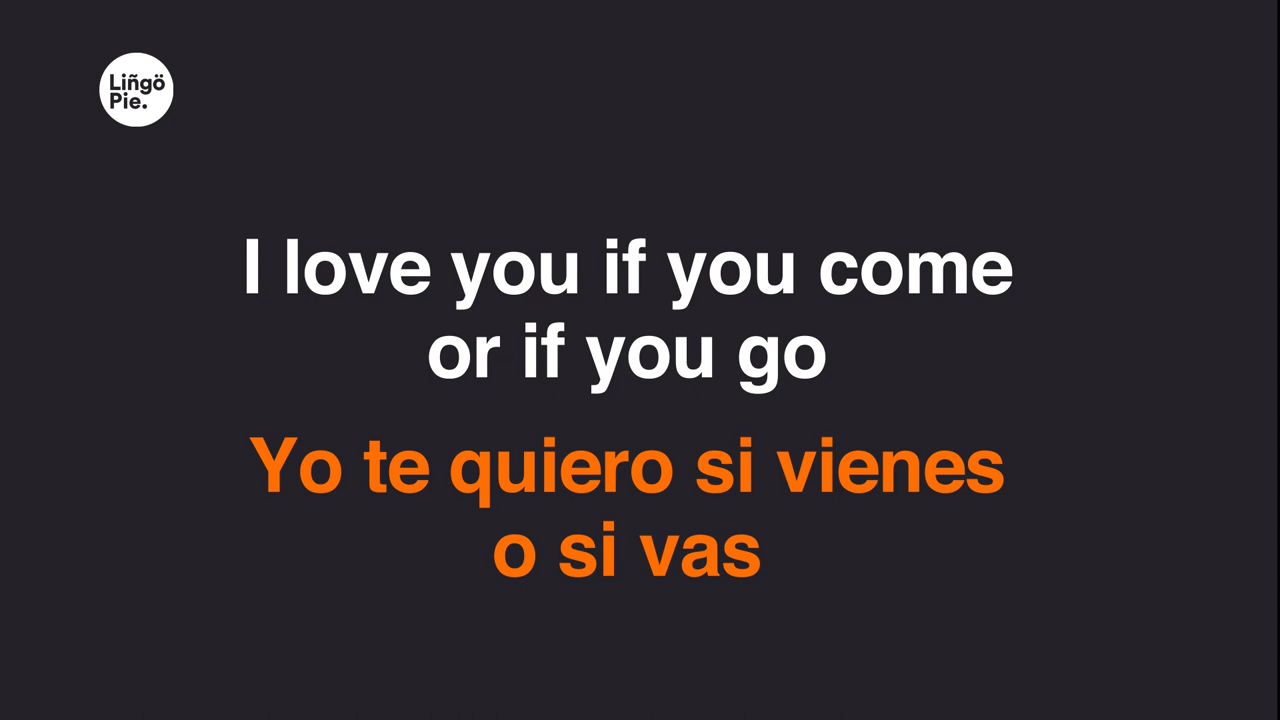 Liñgö
Pie.
I love you if you come
or if you go
Yo te quiero si vienes
o si vas